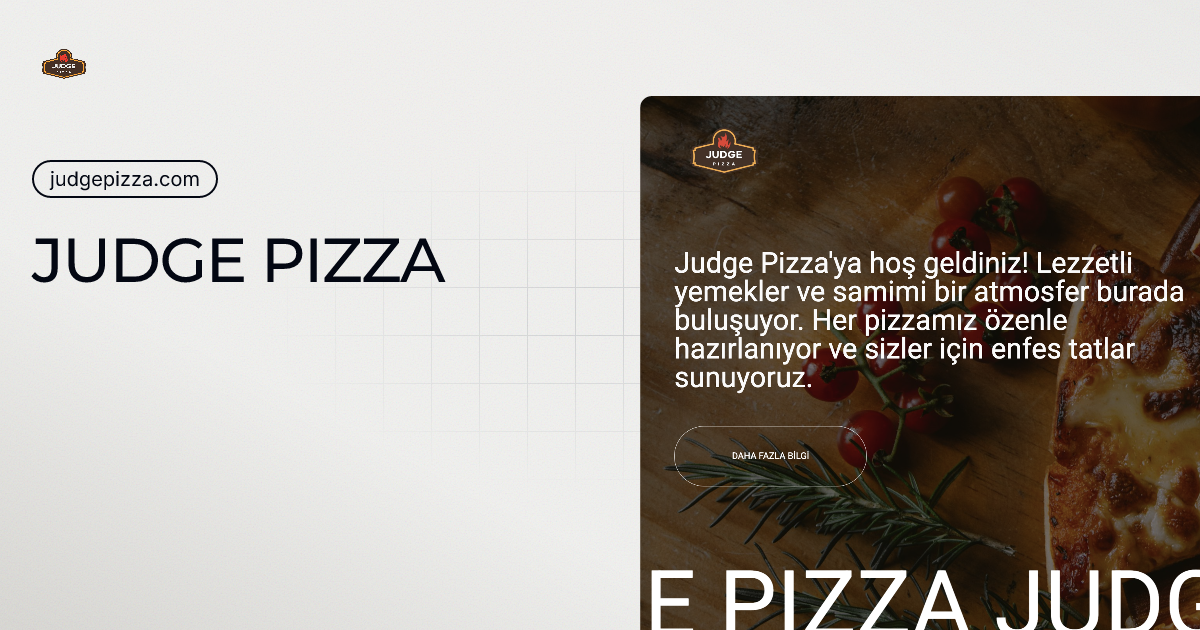 JUDGE
PIZZA
judgepizza.com
JUDGE PIZZA
JUDGE
PIZZA
Judge Pizza'ya hoş geldiniz! Lezzetli
yemekler ve samimi bir atmosfer burada
buluşuyor. Her pizzamız özenle
hazırlanıyor ve sizler için enfes tatlar
sunuyoruz.
DAHA FAZLA BİLGİ
E PIZZA JUDG